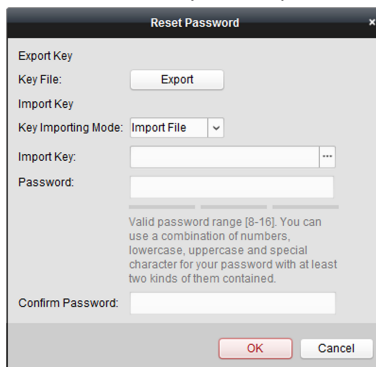 Reset Password ×
Export Key
Key File: Export
Import Key
Key Importing Mode: Import File
Import Key: ...
Password:
Valid password range [8-16]. You can
use a combination of numbers,
lowercase, uppercase and special
character for your password with at least
two kinds of them contained.
Confirm Password:
OK Cancel